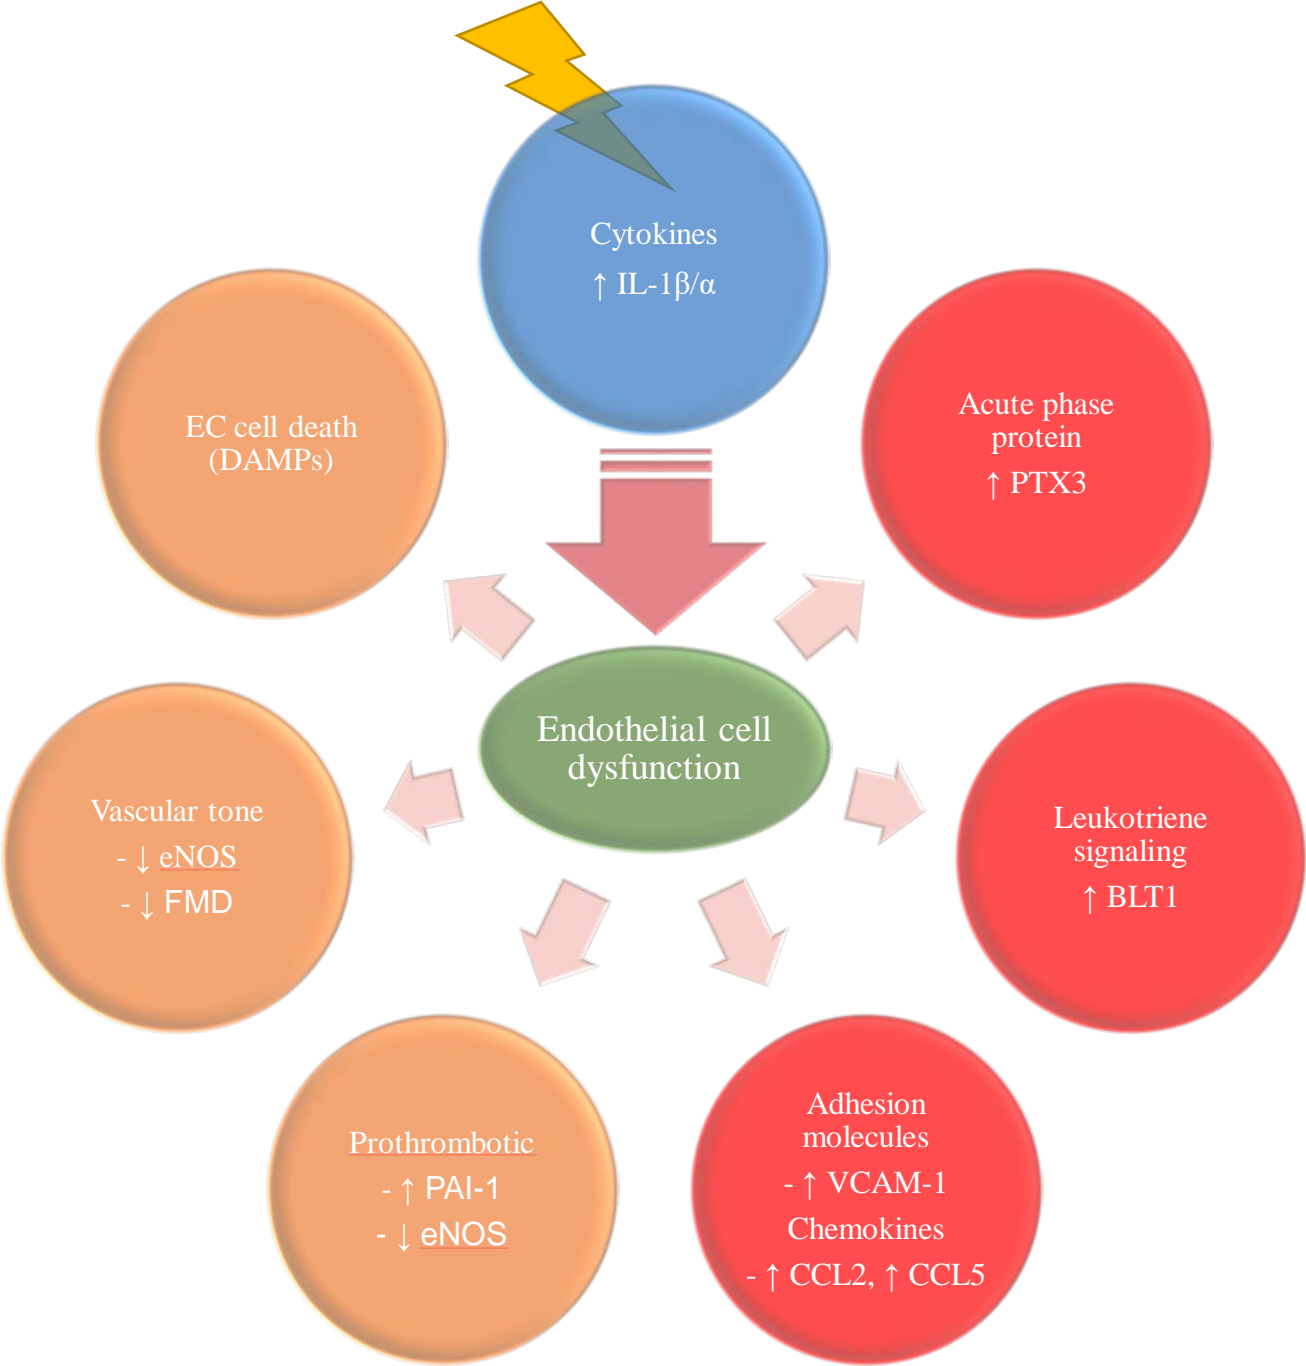 Cytokines
↑ IL-1β/α
Acute phase
protein
↑ PTX3
EC cell death
(DAMPs)
Endothelial cell
dysfunction
Vascular tone
- ↓ eNOS
- ↓ FMD
Leukotriene
signaling
↑ BLT1
Prothrombotic
- ↑ PAI-1
- ↓ eNOS
Adhesion
molecules
- ↑ VCAM-1
Chemokines
- ↑ CCL2, ↑ CCL5